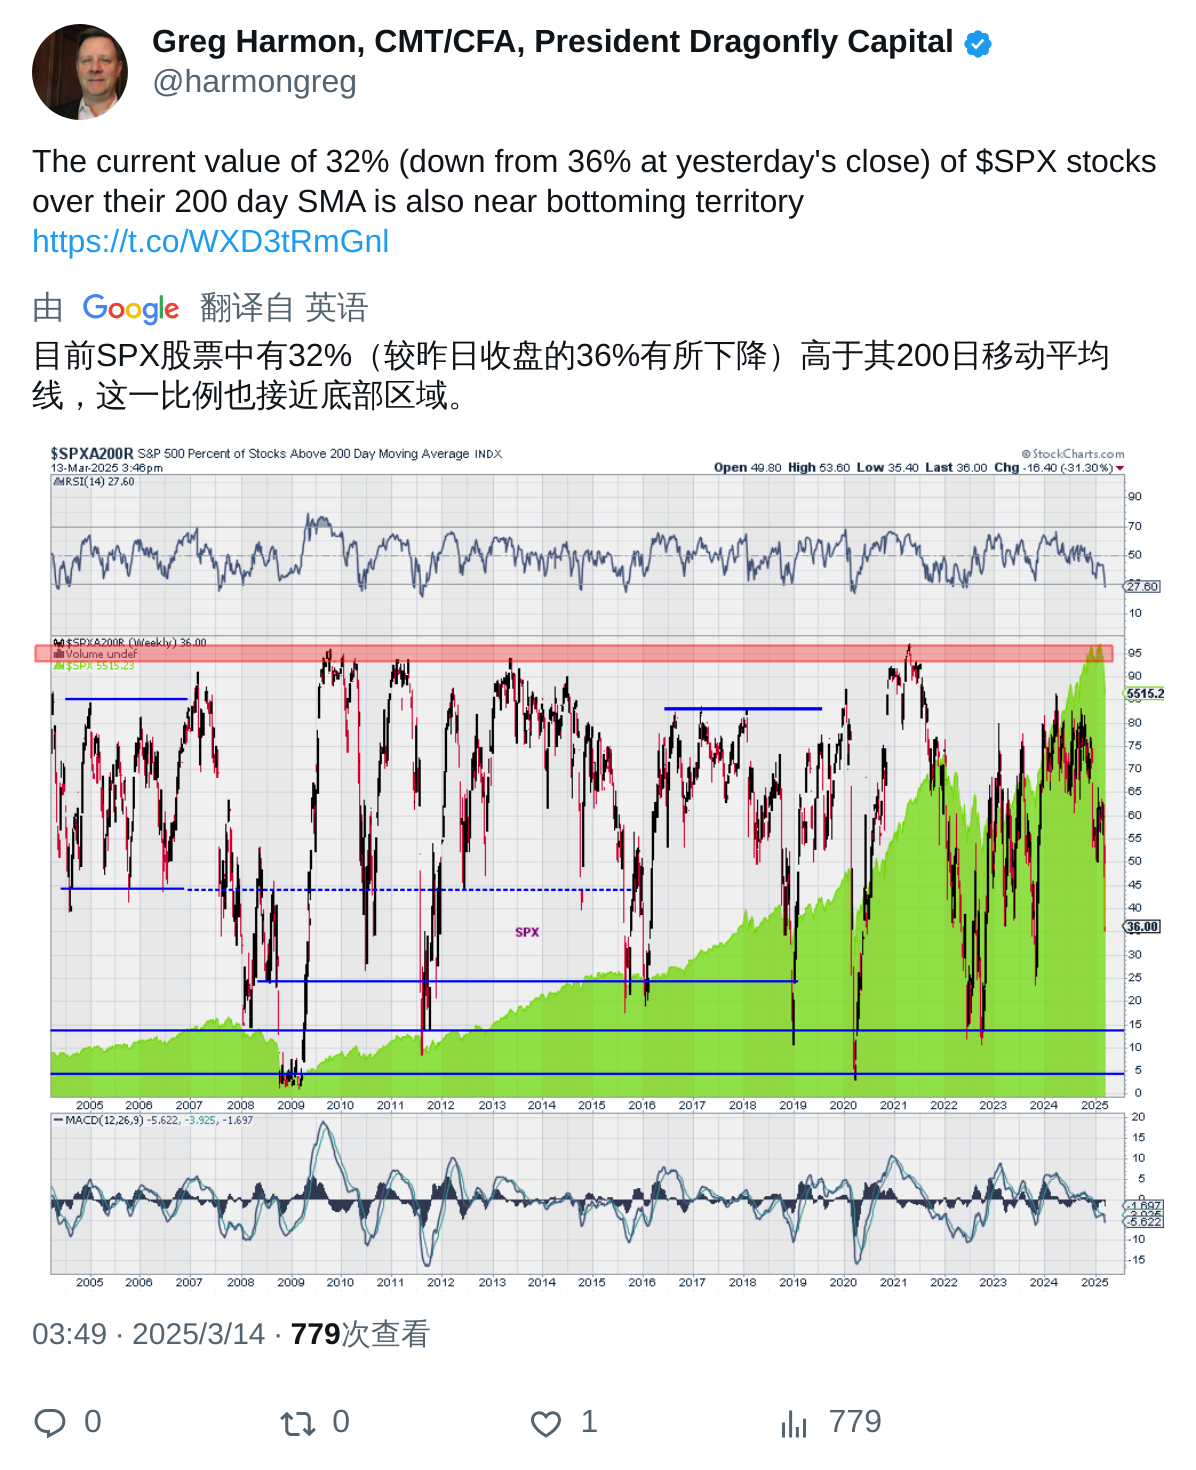 Greg Harmon, CMT/CFA, President Dragonfly Capital
@harmongreg
The current value of 32% (down from 36% at yesterday's close) of $SPX stocks
over their 200 day SMA is also near bottoming territory
https://t.co/WXD3tRmGnl
由 Google 翻译自 英语
目前SPX股票中有32%（较昨日收盘的36%有所下降）高于其200日移动平均
线，这一比例也接近底部区域。
$SPXA200R S&P 500 Percent of Stocks Above 200 Day Moving Average INDX
© StockCharts.com
13-Mar-2025 3:46pm
Open 49.80 High 53.60 Low 35.40 Last 36.00 Chg -16.40 (-31.30%)
RSI(14) 27.60
90
70
50
27.60
10
$SPXA200R (Weekly) 36.00
Volume undef
$SPX 5515.23
95
90
5515.2
80
75
70
65
60
55
50
45
40
36.00
30
25
20
15
10
5
0
SPX
2005 2006 2007 2008 2009 2010 2011 2012 2013 2014 2015 2016 2017 2018 2019 2020 2021 2022 2023 2024 2025
MACD(12,26,9) -5.622, -3.925, -1.697
20
15
10
5
0
-1.697
-3.925
-5.622
-10
-15
2005 2006 2007 2008 2009 2010 2011 2012 2013 2014 2015 2016 2017 2018 2019 2020 2021 2022 2023 2024 2025
03:49 · 2025/3/14 · 779次查看
0 0 1 779